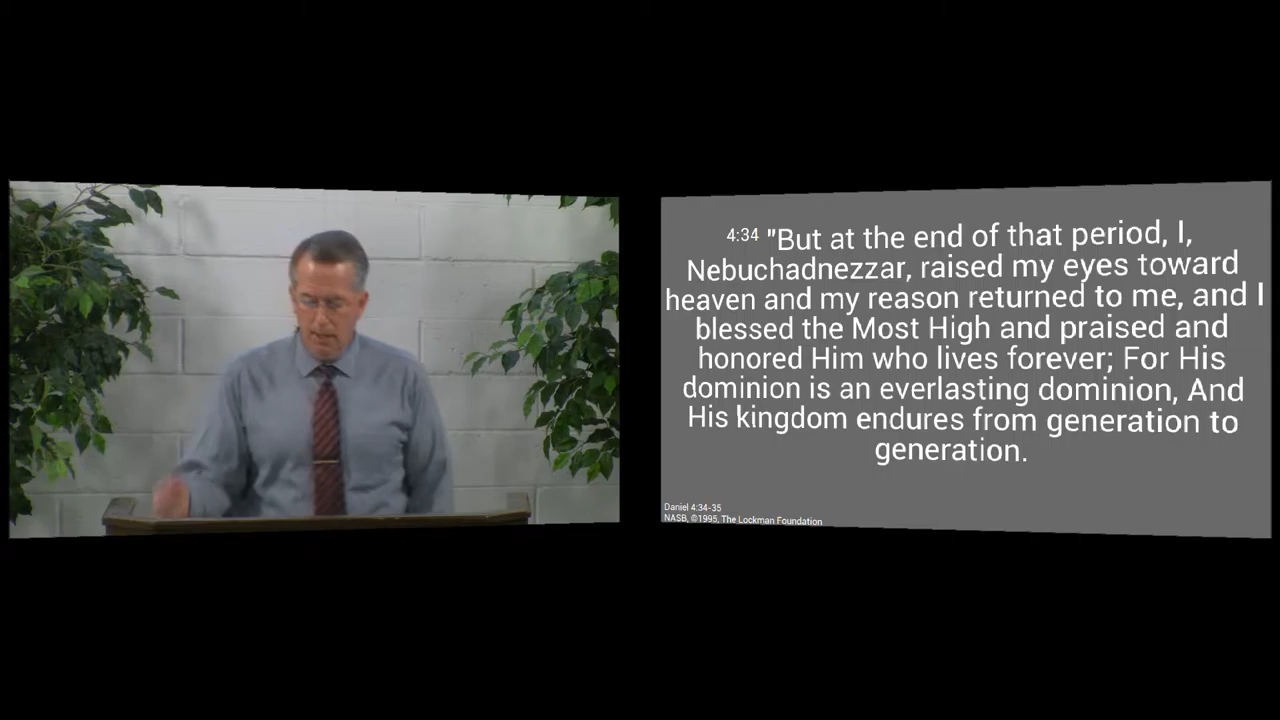 4:34 "But at the end of that period, I,
Nebuchadnezzar, raised my eyes toward
heaven and my reason returned to me, and I
blessed the Most High and praised and
honored Him who lives forever; For His
dominion is an everlasting dominion, And
His kingdom endures from generation to
generation.
Daniel 4:34-35
NASB, ©1995, The Lockman Foundation